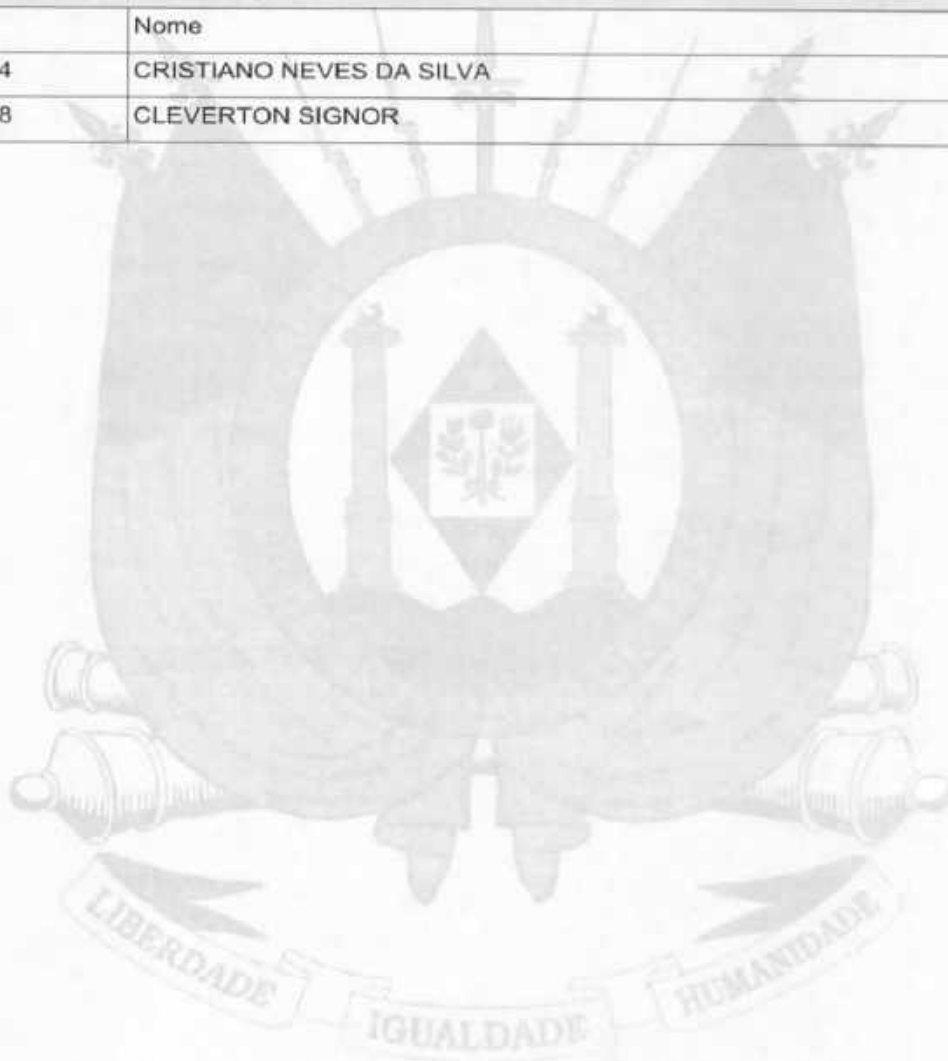 Nome
4 CRISTIANO NEVES DA SILVA
8 CLEVERTON SIGNOR
LIBERDADE
IGUALDADE
HUMANIDADE